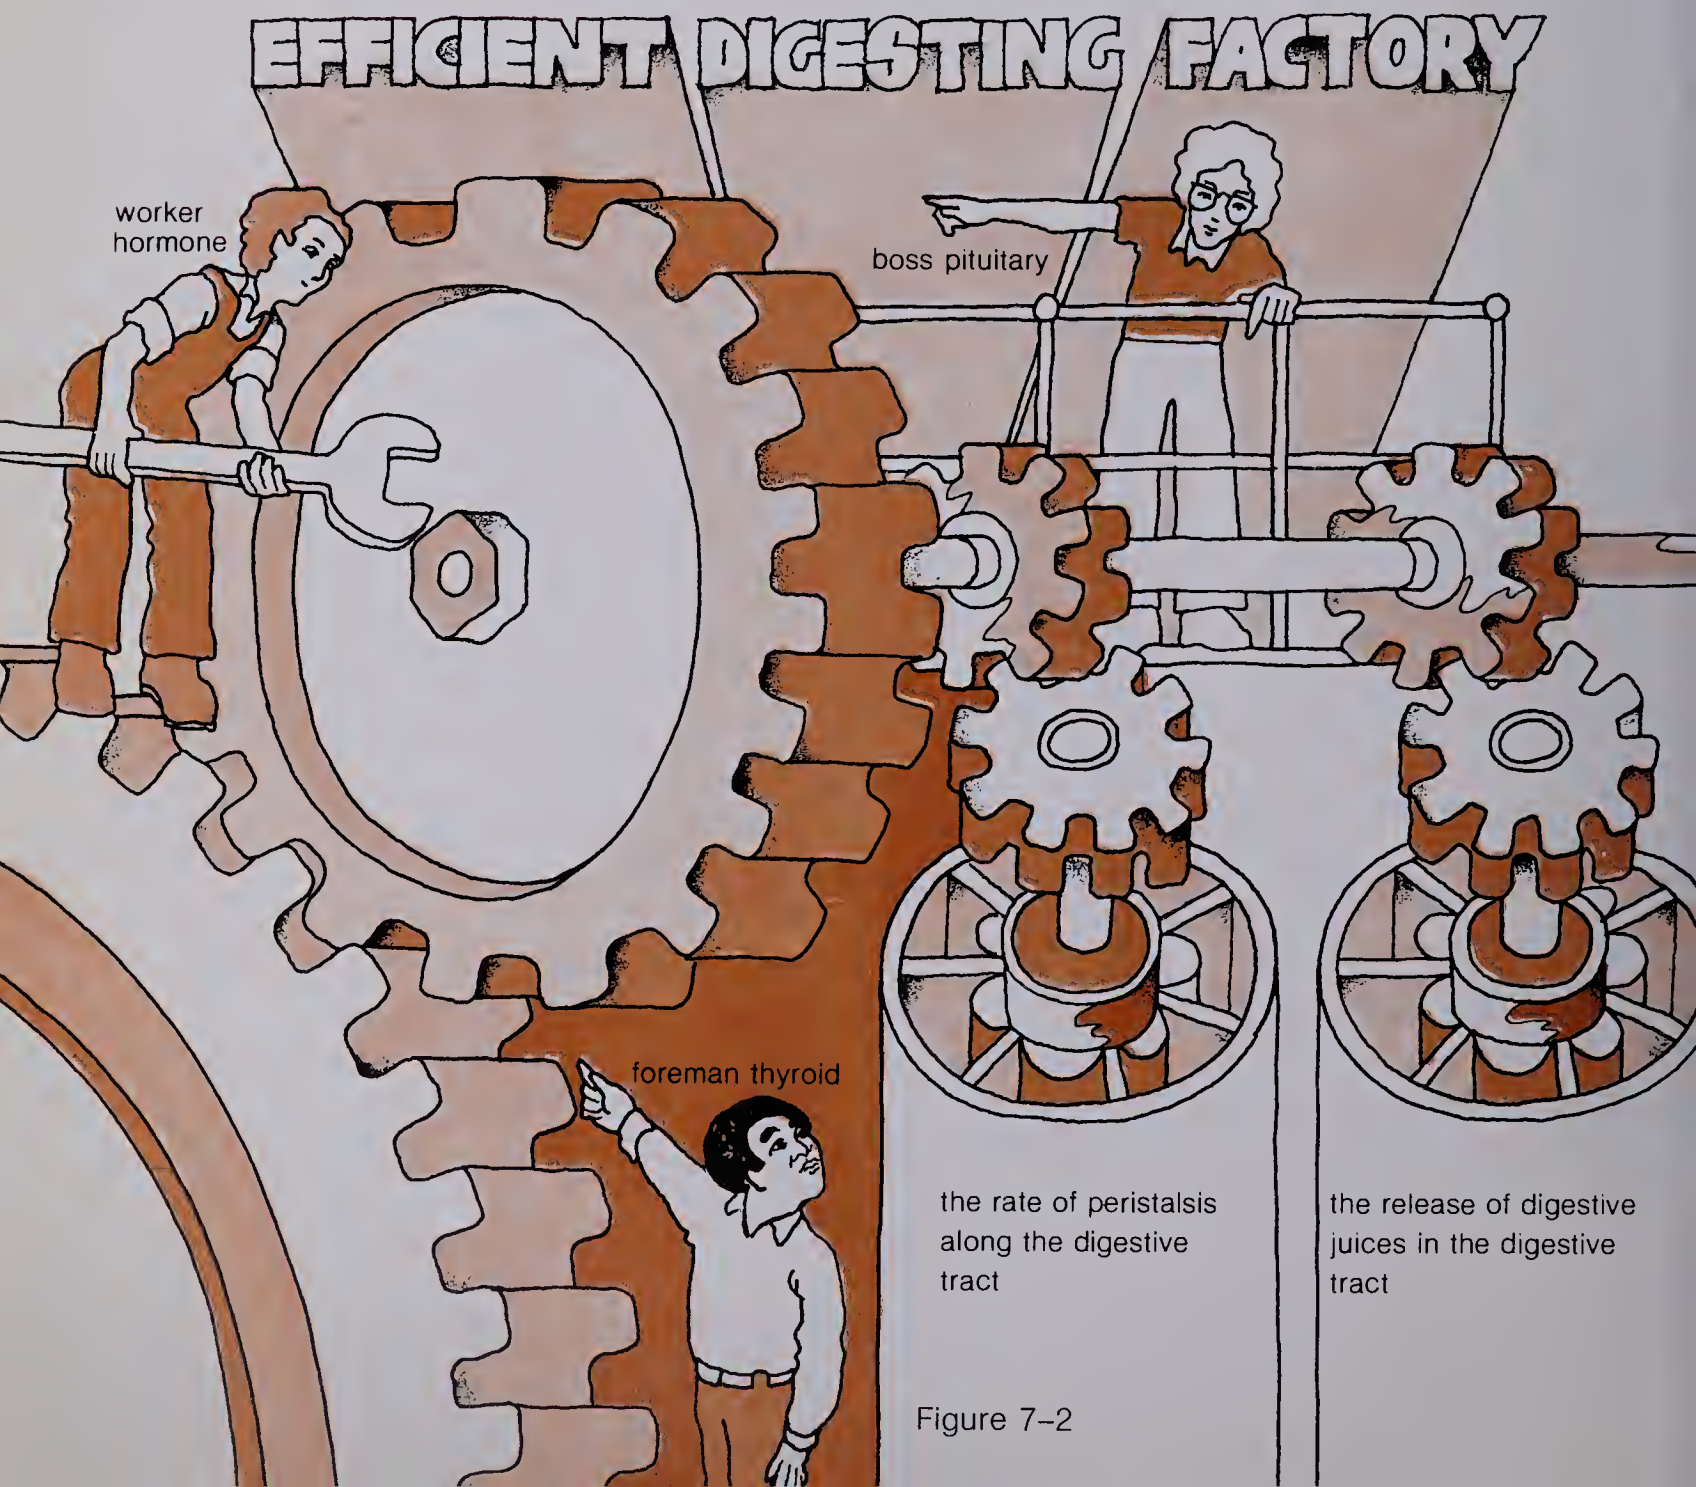 EFFICIENT DIGESTING FACTORY
worker
hormone
boss pituitary
foreman thyroid
the rate of peristalsis
along the digestive
tract
the release of digestive
juices in the digestive
tract
Figure 7–2